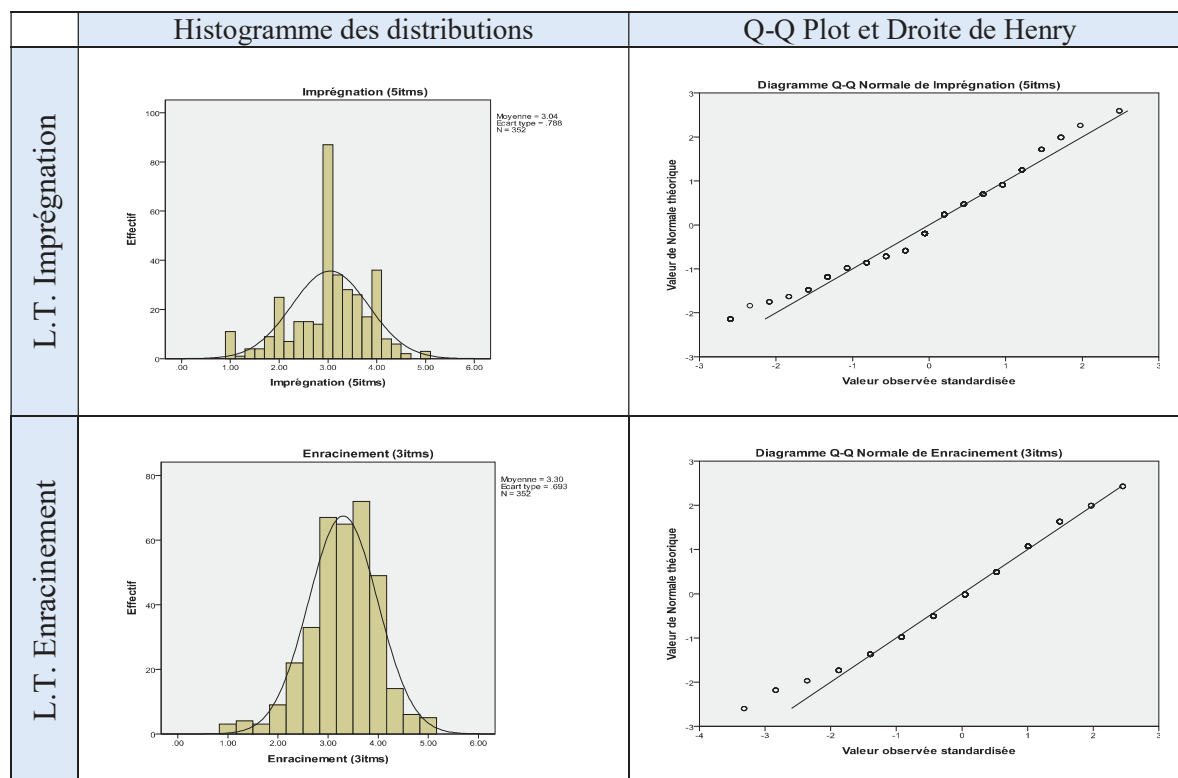 Histogramme des distributions
Q-Q Plot et Droite de Henry
L.T. Imprégnation
Imprégnation (5itms)
Moyenne = 3.04
Ecart type = .788
N = 352
Effectif
100
80
60
40
20
0
.00 1.00 2.00 3.00 4.00 5.00 6.00
Imprégnation (5itms)
Diagramme Q-Q Normale de Imprégnation (5itms)
Valeur de Normale théorique
3
2
1
0
-1
-2
-3
-3 -2 -1 0 1 2 3
Valeur observée standardisée
L.T. Enracinement
Enracinement (3itms)
Moyenne = 3.30
Ecart type = .693
N = 352
Effectif
80
60
40
20
0
.00 1.00 2.00 3.00 4.00 5.00 6.00
Enracinement (3itms)
Diagramme Q-Q Normale de Enracinement (3itms)
Valeur de Normale théorique
3
2
1
0
-1
-2
-3
-4 -3 -2 -1 0 1 2 3
Valeur observée standardisée